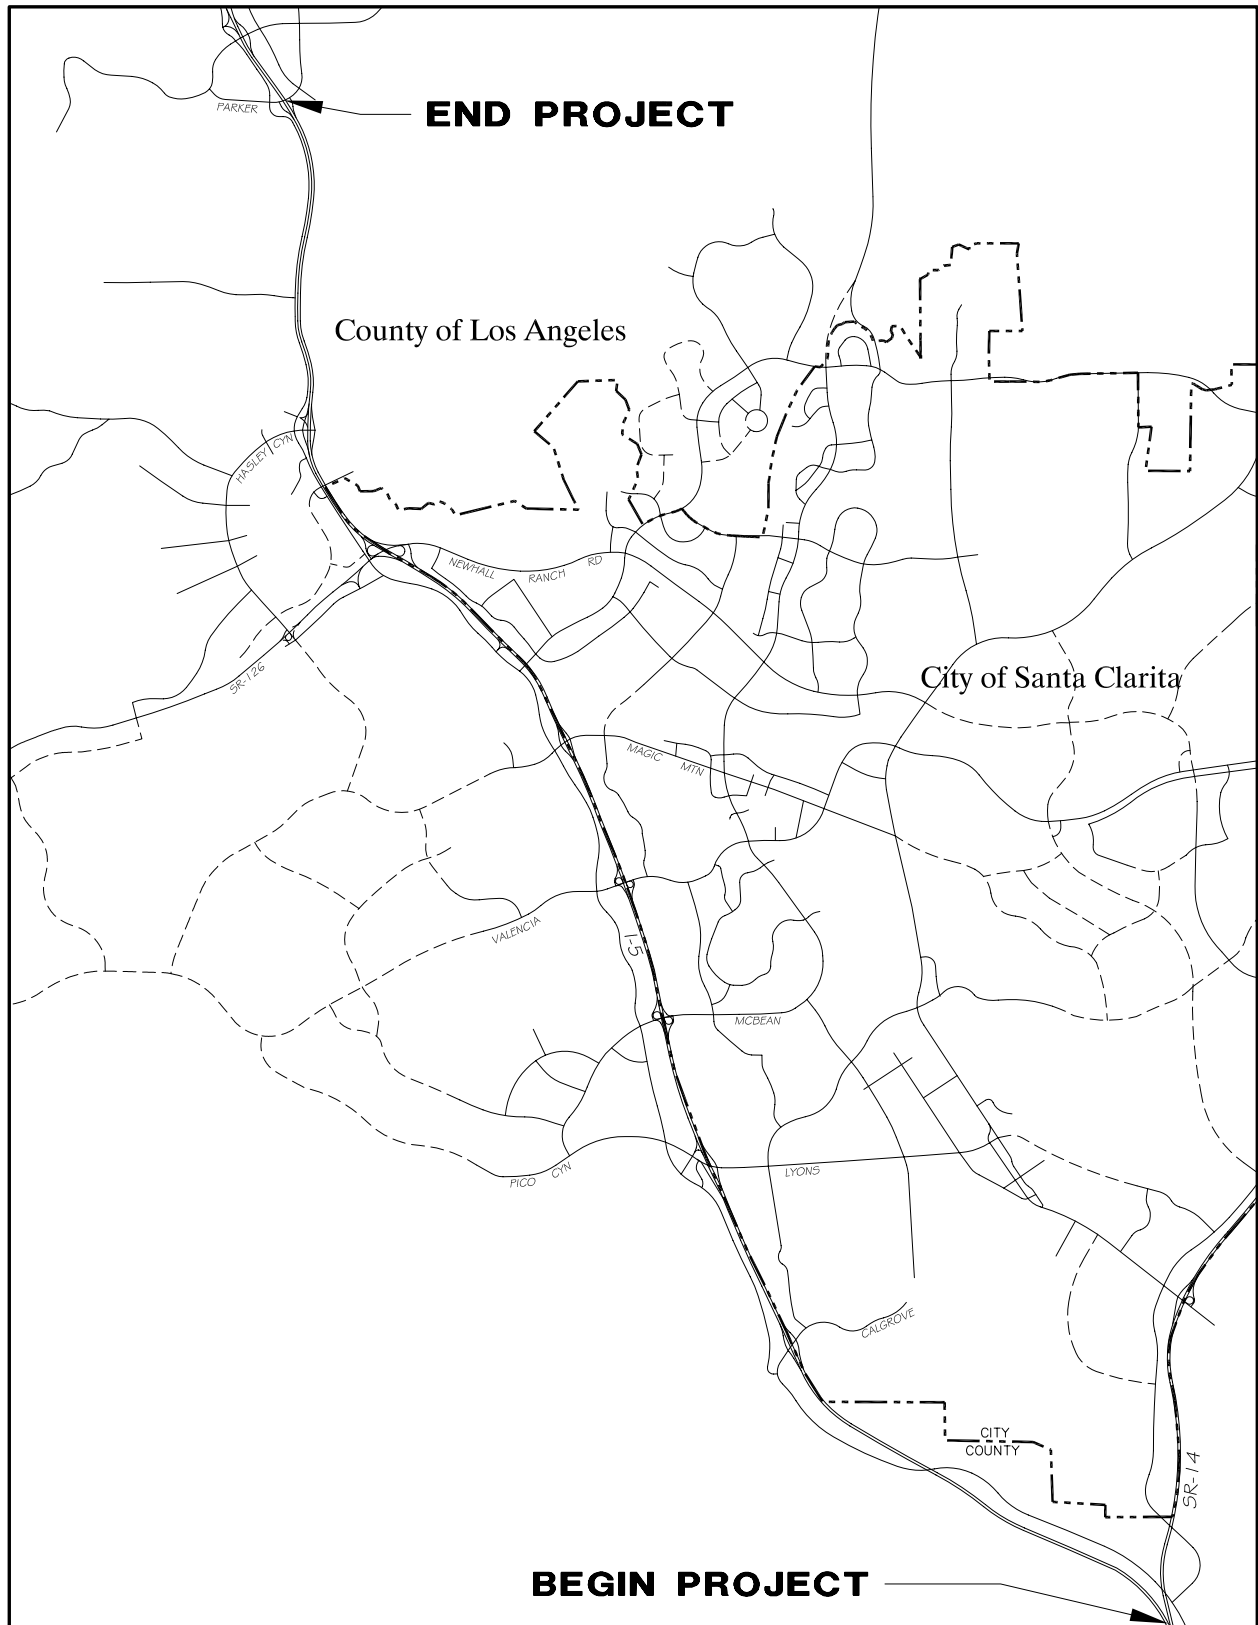 PARKER
END PROJECT
County of Los Angeles
HASLEY CYN
NEWHALL RANCH RD
SR-126
City of Santa Clarita
MAGIC MTN
VALENCIA
I-5
MCBEAN
PICO CYN
LYONS
CALGROVE
CITY
COUNTY
SR-14
BEGIN PROJECT